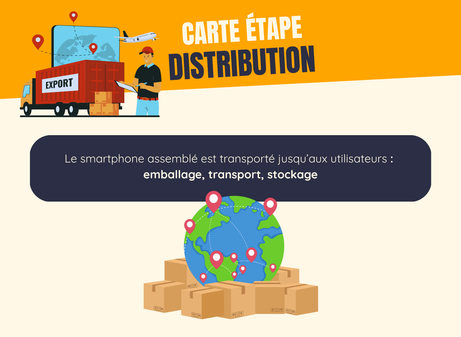 CARTE ÉTAPE
DISTRIBUTION
EXPORT
Le smartphone assemblé est transporté jusqu'aux utilisateurs :
emballage, transport, stockage